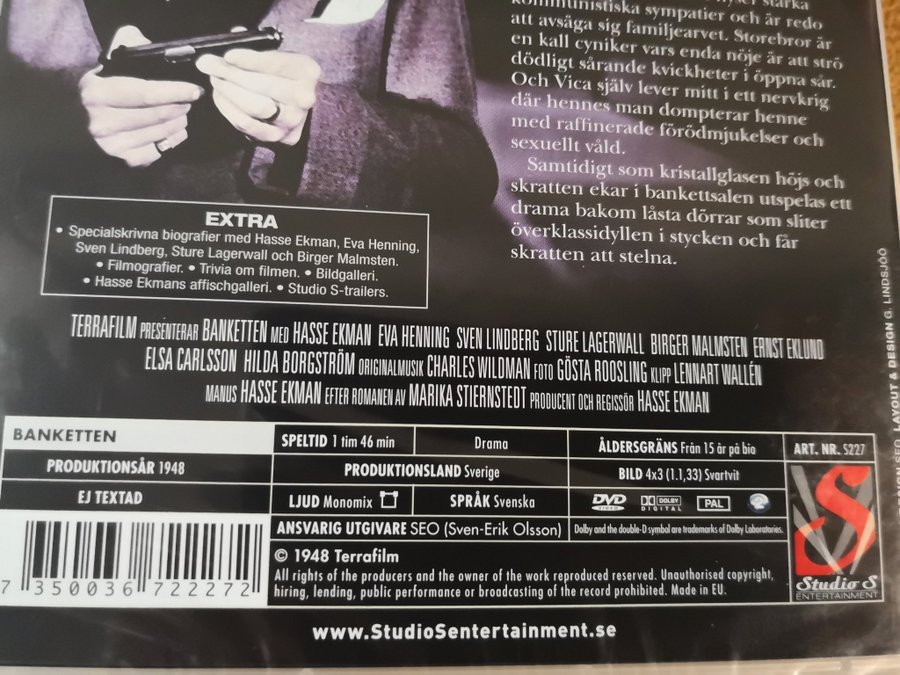 kommunistiska sympatier och är redo
att avsäga sig familjearvet. Storebror är
en kall cyniker vars enda nöje är att strö
dödligt sårande kvickheter i öppna sår.
Och Vica själv lever mitt i ett nervkrig
där hennes man dompterar henne
med raffinerade förödmjukelser och
sexuellt våld.
Samtidigt som kristallglasen höjs och
skratten ekar i bankettsalen utspelas ett
drama bakom låsta dörrar som sliter
överklassidyllen i stycken och får
skratten att stelna.
EXTRA
• Specialskrivna biografier med Hasse Ekman, Eva Henning,
Sven Lindberg, Sture Lagerwall och Birger Malmsten.
• Filmografier. • Trivia om filmen. • Bildgalleri.
• Hasse Ekmans affischgalleri. • Studio S-trailers.
TERRAFILM PRESENTERAR BANKETTEN MED HASSE EKMAN EVA HENNING SVEN LINDBERG STURE LAGERWALL BIRGER MALMSTEN ERNST EKLUND
ELSA CARLSSON HILDA BORGSTRÖM ORIGINALMUSIK CHARLES WILDMAN FOTO GÖSTA ROOSLING KLIPP LENNART WALLÉN
MANUS HASSE EKMAN EFTER ROMANEN AV MARIKA STIERNSTEDT PRODUCENT OCH REGISSÖR HASSE EKMAN
LAYOUT & DESIGN G. LINDSJÖÖ
BANKETTEN
PRODUKTIONSÅR 1948
EJ TEXTAD
7 350036 722272
SPELTID 1 tim 46 min
Drama
ÅLDERSGRÄNS Från 15 år på bio
ART. NR. S227
PRODUKTIONSLAND Sverige
BILD 4x3 (1.1,33) Svartvit
LJUD Monomix
SPRÅK Svenska
DVD VIDEO
DOLBY DIGITAL
PAL
ANSVARIG UTGIVARE SEO (Sven-Erik Olsson)
Dolby and the double-D symbol are trademarks of Dolby Laboratories.
© 1948 Terrafilm
All rights of the producers and the owner of the work reproduced reserved. Unauthorised copyright,
hiring, lending, public performance or broadcasting of the record prohibited. Made in EU.
S
Studio S
ENTERTAINMENT
www.StudioSentertainment.se